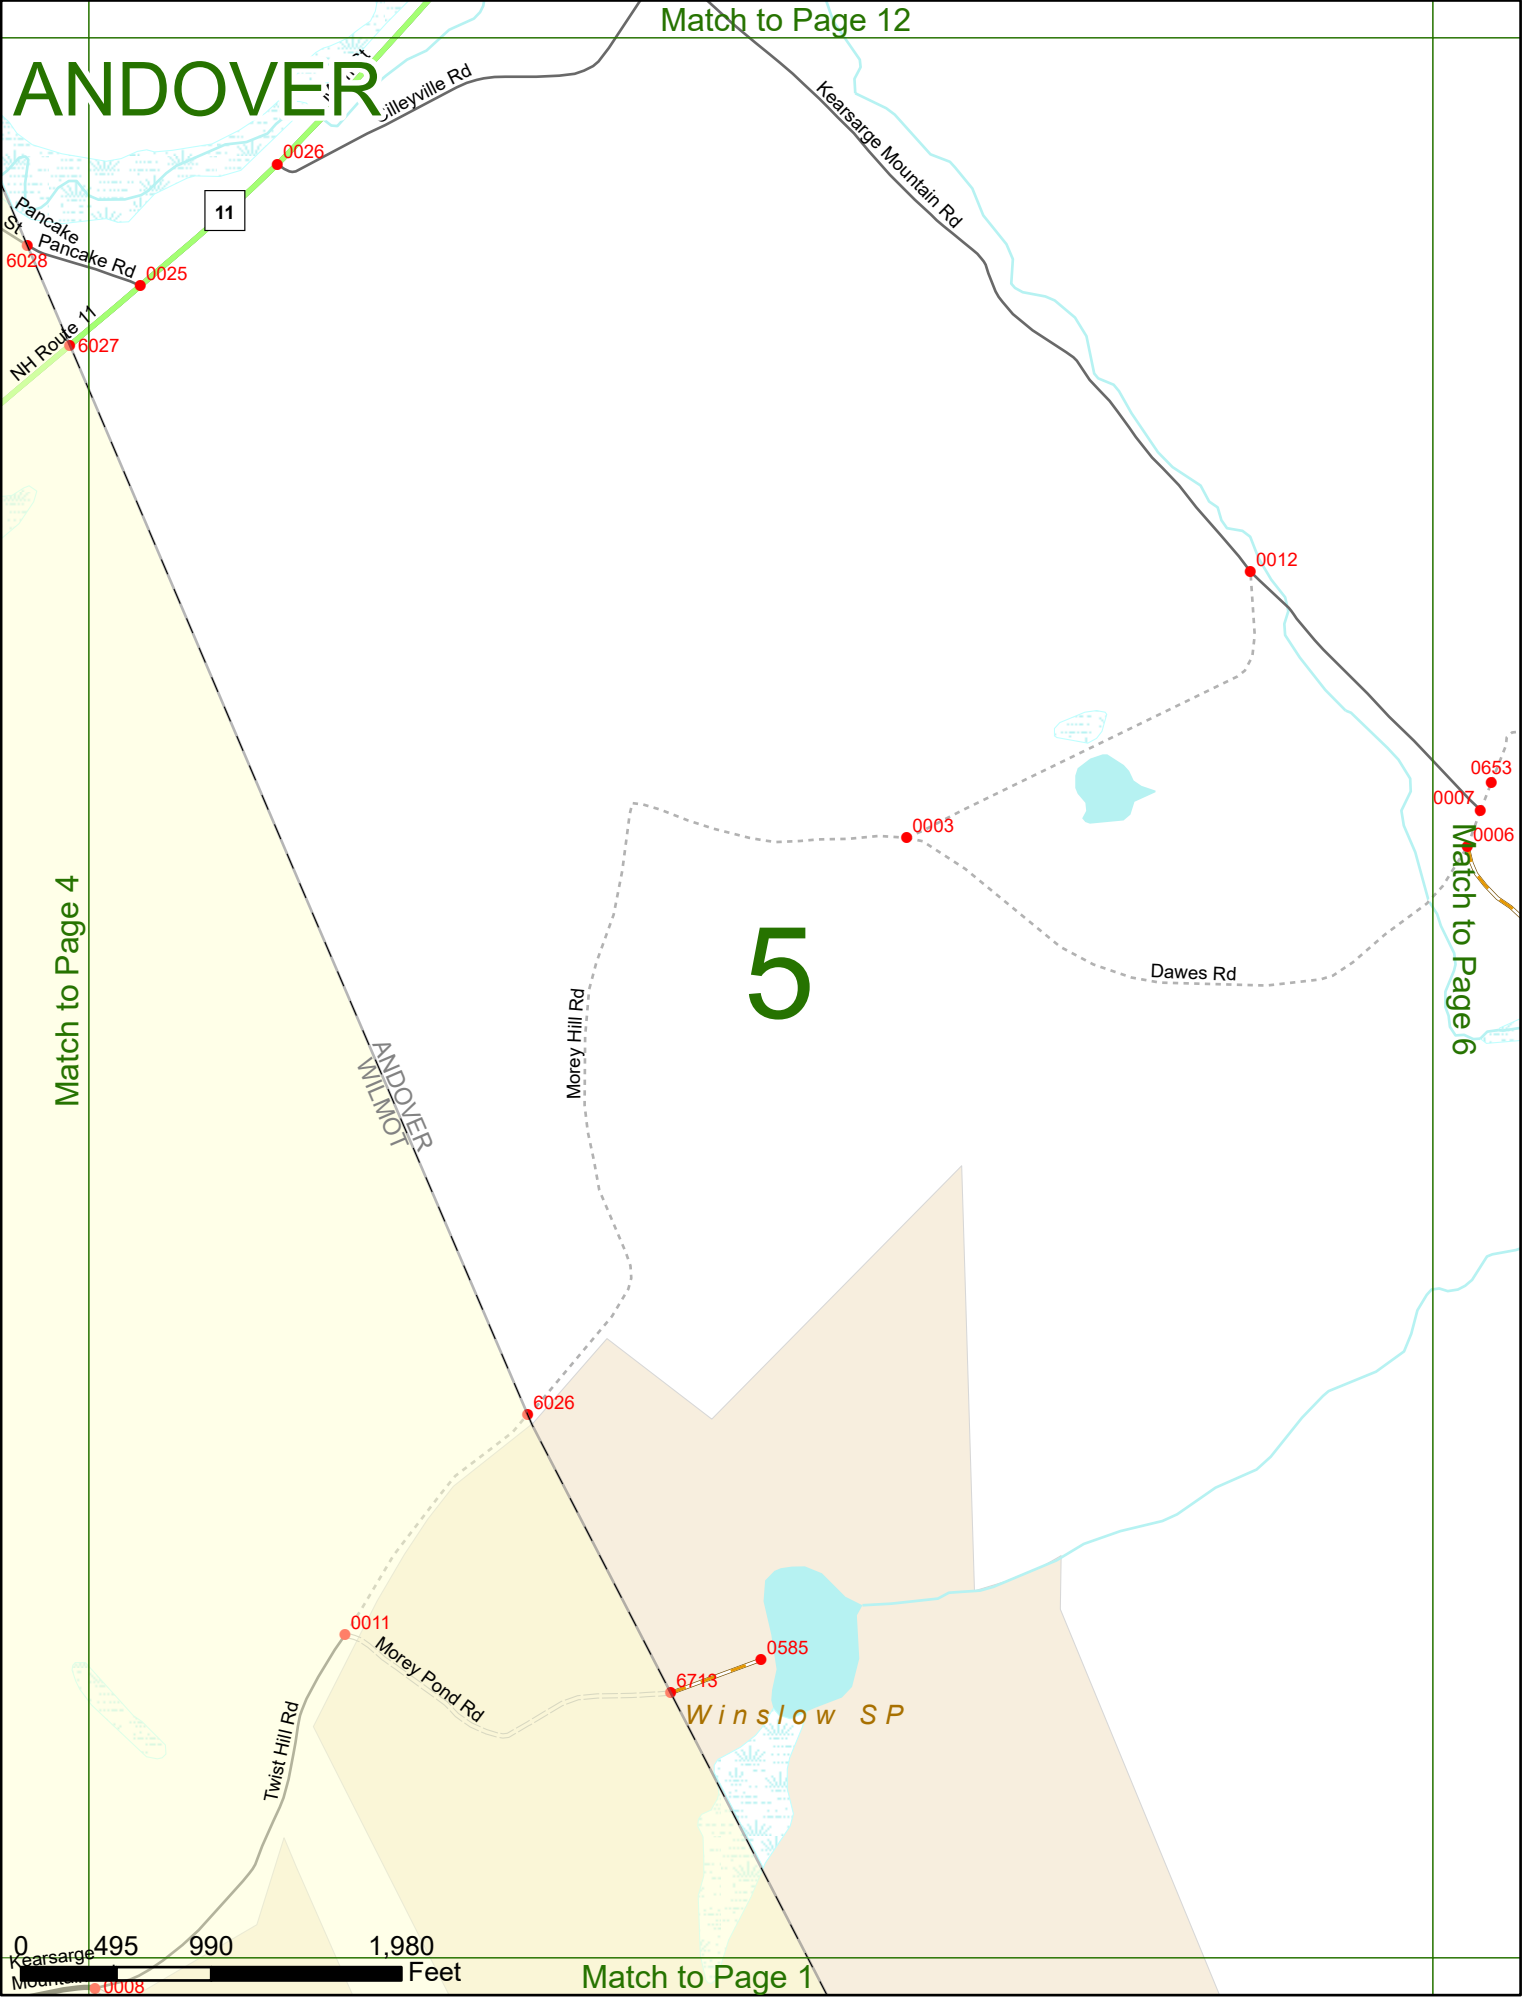 Match to Page 12
ANDOVER
Cilleyville Rd
Kearsarge Mountain Rd
0026
11
Pancake
St
Pancake Rd
6028
0025
NH Route 11
6027
0012
0653
0007
0006
0003
Match to Page 4
5
Match to Page 6
Dawes Rd
Morey Hill Rd
ANDOVER
WILMOT
6026
0011
Morey Pond Rd
0585
6713
Winslow SP
Twist Hill Rd
0
495
990
1,980
Feet
Kearsarge
0008
Match to Page 1